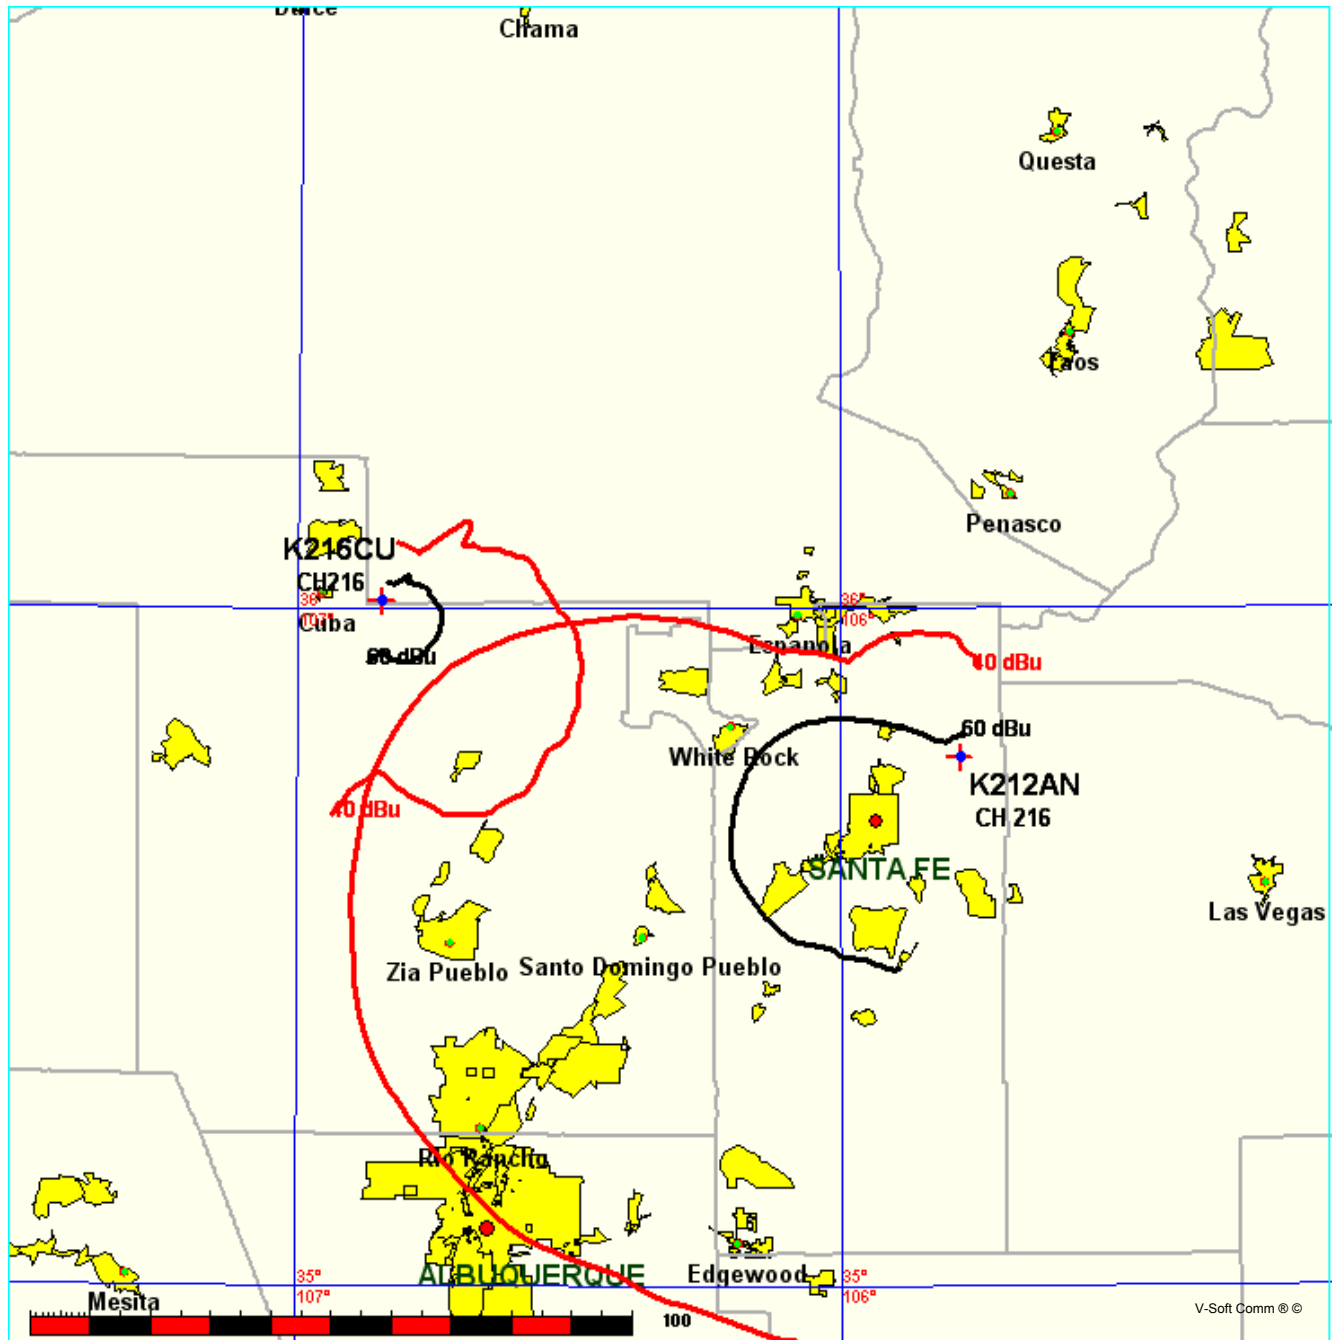 Dulce
Chama
Questa
Taos
Penasco
K216CU
CH216
36°
107°
Cuba
60 dBu
36°
106°
Espanola
40 dBu
60 dBu
White Rock
K212AN
CH 216
40 dBu
SANTA FE
Las Vegas
Zia Pueblo
Santo Domingo Pueblo
Rio Rancho
ALBUQUERQUE
Edgewood
35°
107°
35°
106°
Mesita
100
V-Soft Comm ® ©